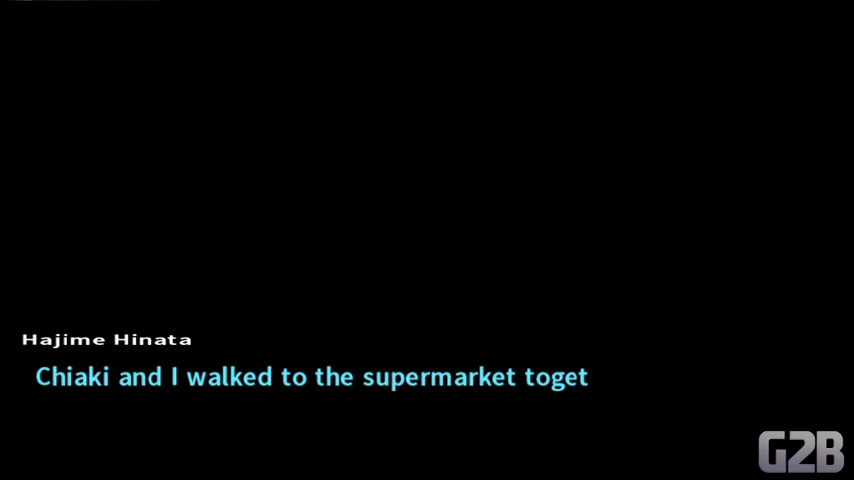 Hajime Hinata
Chiaki and I walked to the supermarket toget
G2B